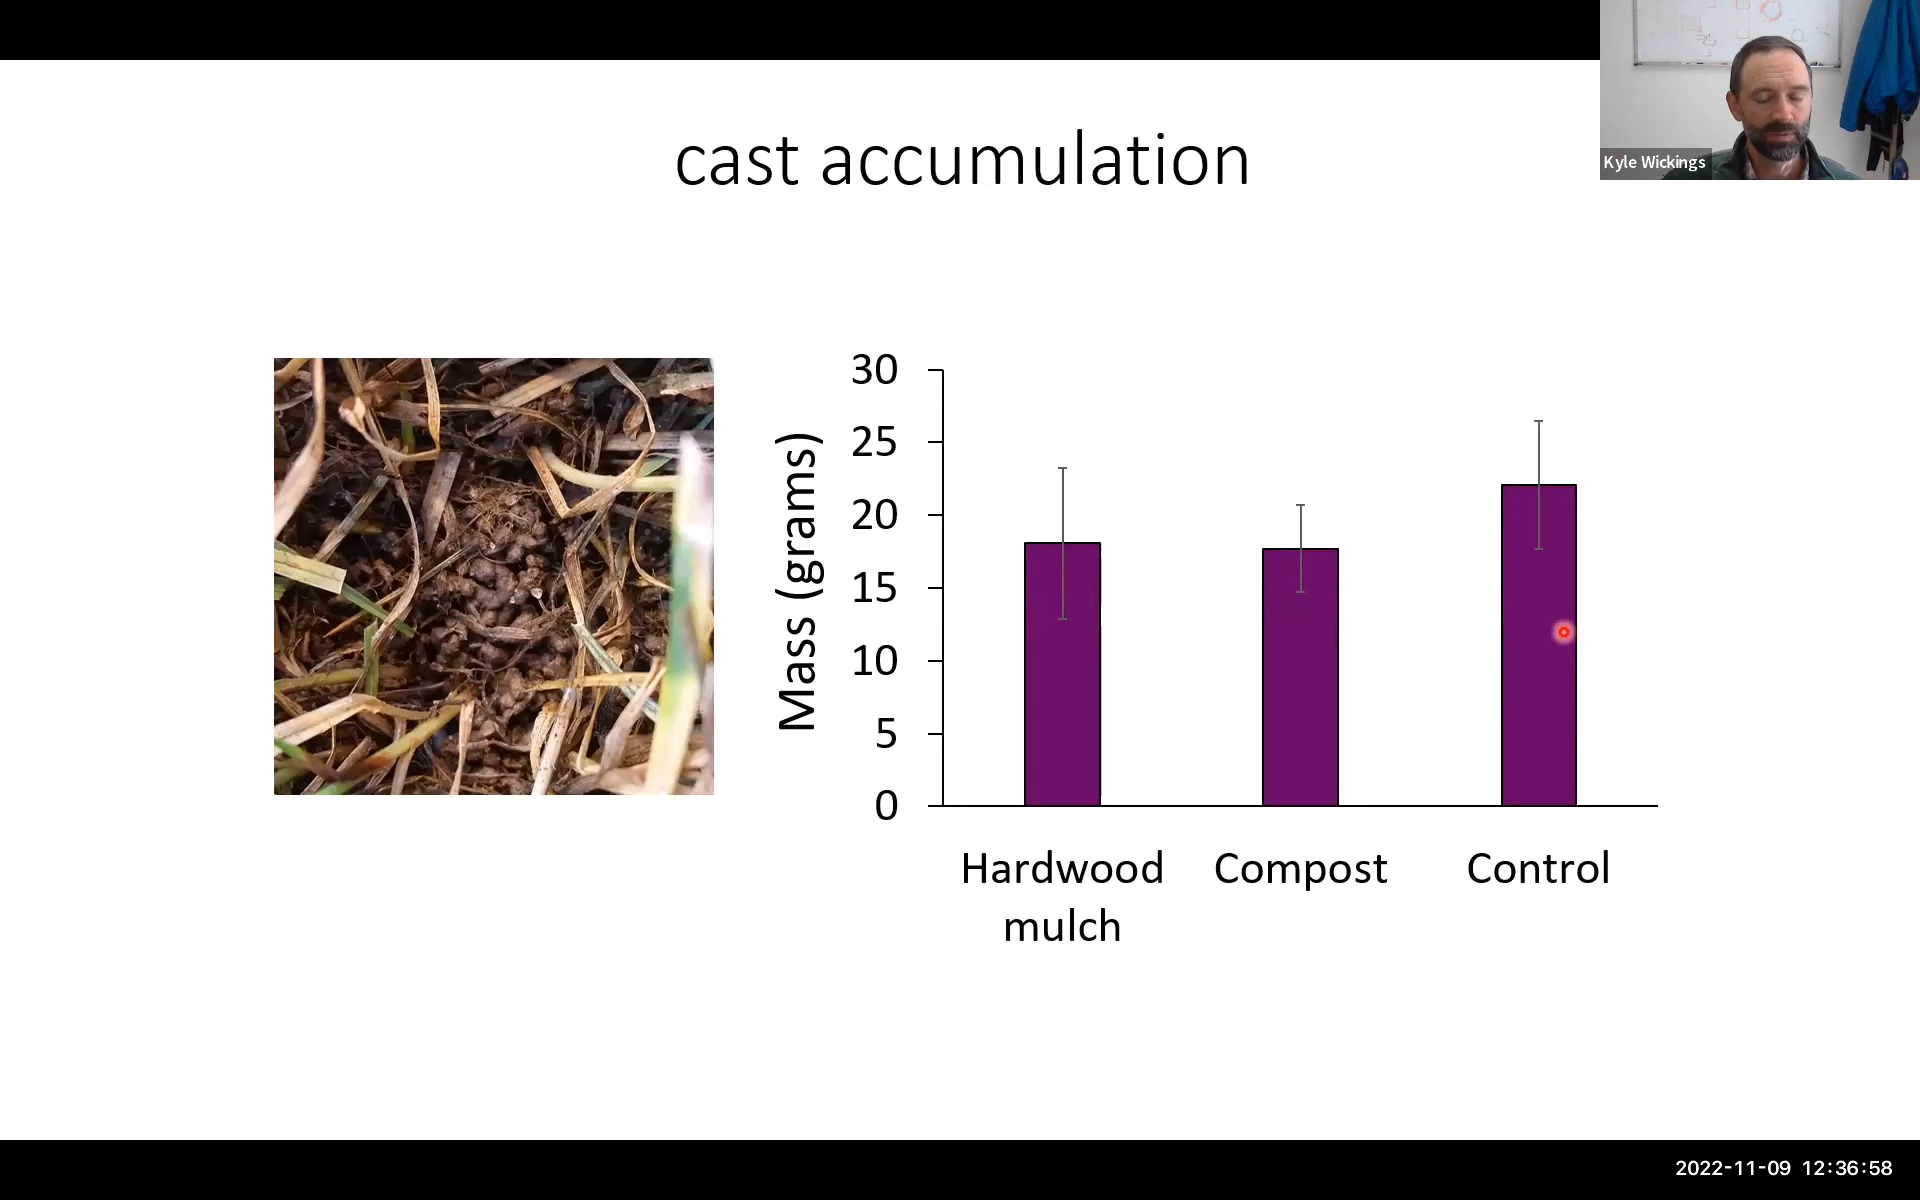 Kyle Wickings
cast accumulation
Mass (grams)
30
25
20
15
10
5
0
Hardwood
mulch
Compost
Control
2022-11-09 12:36:58